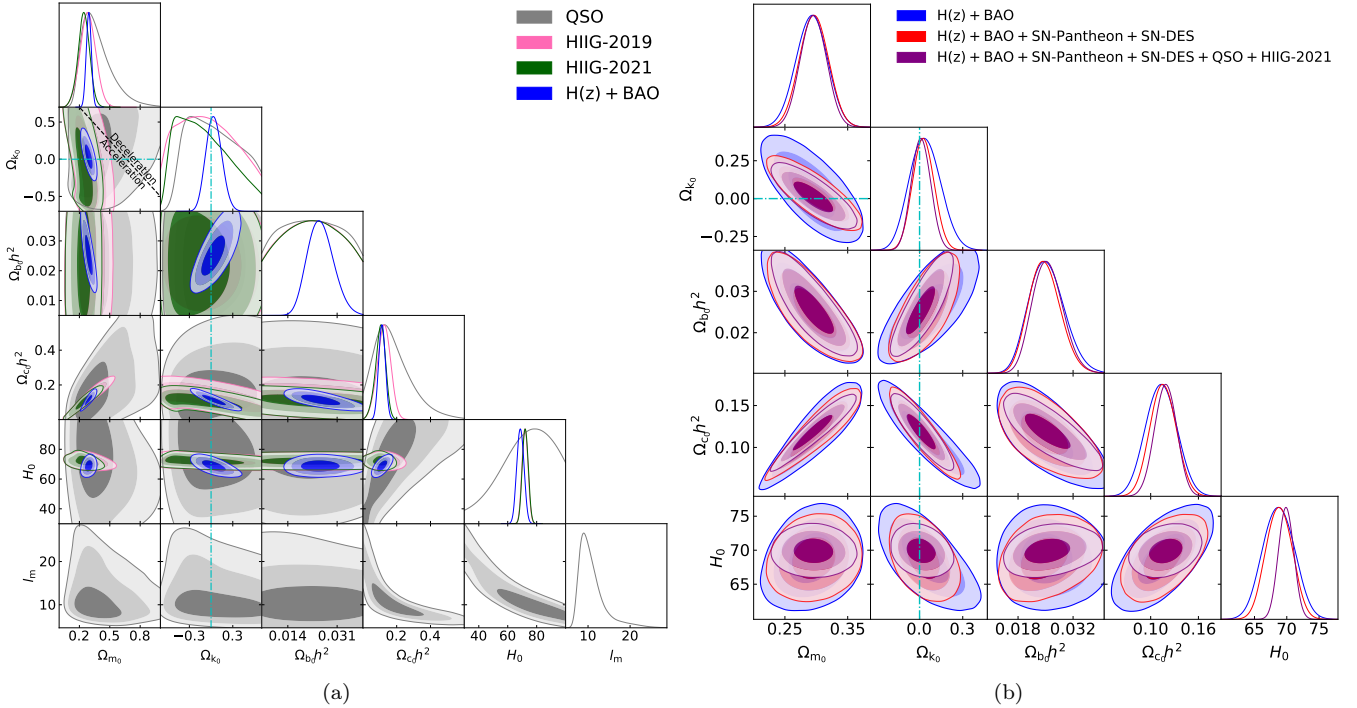 QSO
HIIG-2019
HIIG-2021
H(z) + BAO
Deceleration
Acceleration
Ωk0
0.5
0.0
−0.5
Ωb0h²
0.03
0.02
0.01
Ωc0h²
0.4
0.2
H0
80
60
40
lm
20
10
0.2 0.5 0.8
−0.3 0.3
0.014 0.031
0.2 0.4
40 60 80
10 20
Ωm0 Ωk0 Ωb0h² Ωc0h² H0 lm
(a)
H(z) + BAO
H(z) + BAO + SN-Pantheon + SN-DES
H(z) + BAO + SN-Pantheon + SN-DES + QSO + HIIG-2021
Ωk0
0.25
0.00
−0.25
Ωb0h²
0.03
0.02
Ωc0h²
0.15
0.10
H0
75
70
65
0.25 0.35
0.0 0.3
0.018 0.032
0.10 0.16
65 70 75
Ωm0 Ωk0 Ωb0h² Ωc0h² H0
(b)